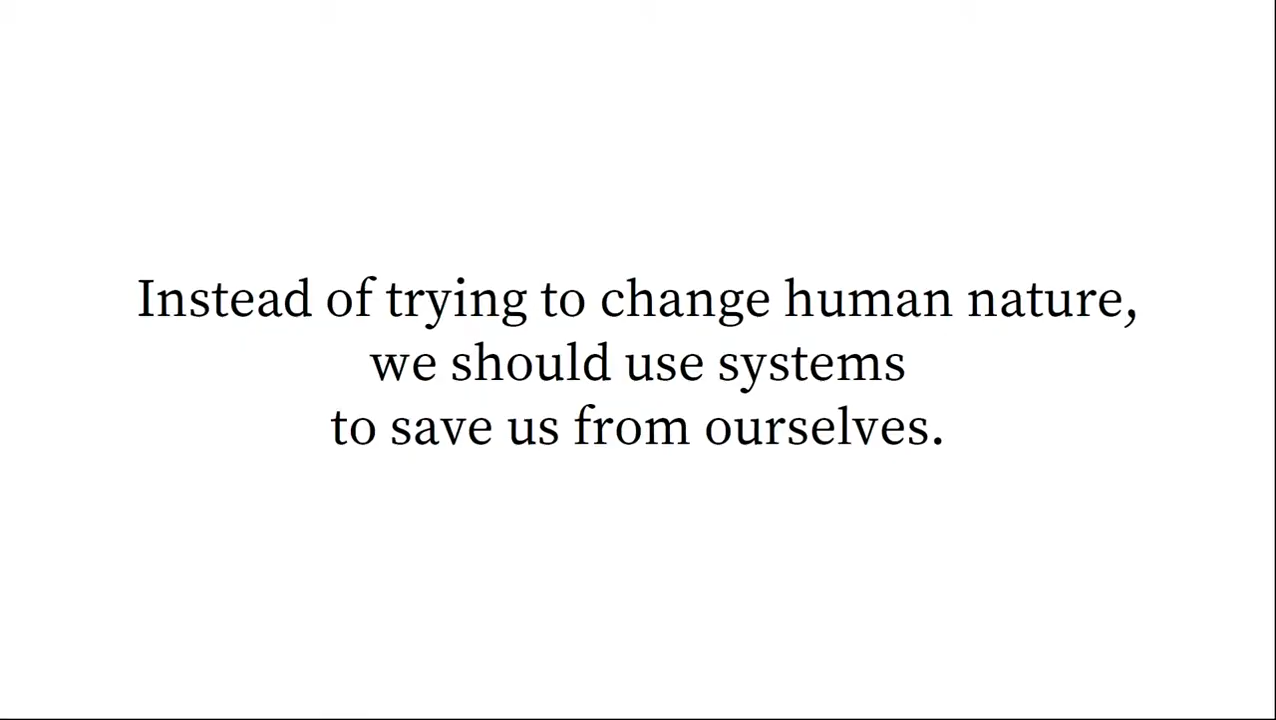 Instead of trying to change human nature,
we should use systems
to save us from ourselves.